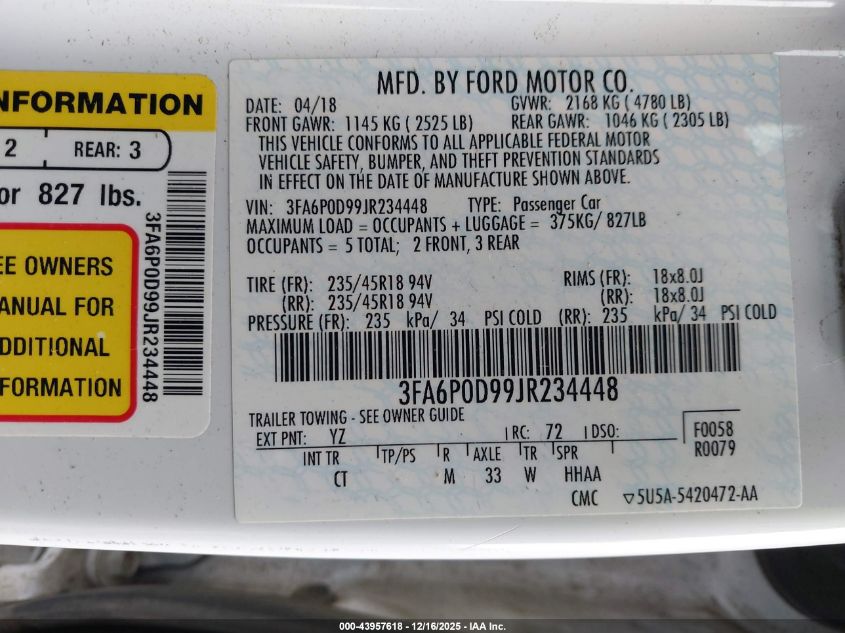 NFORMATION
2 REAR: 3
or 827 lbs.
EE OWNERS
ANUAL FOR
DDITIONAL
FORMATION
3FA6P0D99JR234448
MFD. BY FORD MOTOR CO.
DATE: 04/18 GVWR: 2168 KG ( 4780 LB)
FRONT GAWR: 1145 KG ( 2525 LB) REAR GAWR: 1046 KG ( 2305 LB)
THIS VEHICLE CONFORMS TO ALL APPLICABLE FEDERAL MOTOR
VEHICLE SAFETY, BUMPER, AND THEFT PREVENTION STANDARDS
IN EFFECT ON THE DATE OF MANUFACTURE SHOWN ABOVE.
VIN: 3FA6P0D99JR234448 TYPE: Passenger Car
MAXIMUM LOAD = OCCUPANTS + LUGGAGE = 375KG/ 827LB
OCCUPANTS = 5 TOTAL; 2 FRONT, 3 REAR
TIRE (FR): 235/45R18 94V RIMS (FR): 18x8.0J
(RR): 235/45R18 94V (RR): 18x8.0J
PRESSURE (FR): 235 kPa/ 34 PSI COLD (RR): 235 kPa/ 34 PSI COLD
3FA6P0D99JR234448
TRAILER TOWING - SEE OWNER GUIDE
EXT PNT: YZ RC: 72 DSO: F0058
R0079
INT TR TP/PS R AXLE TR SPR
CT M 33 W HHAA
CMC ▽5U5A-5420472-AA
000-43957618 • 12/16/2025 • IAA Inc.